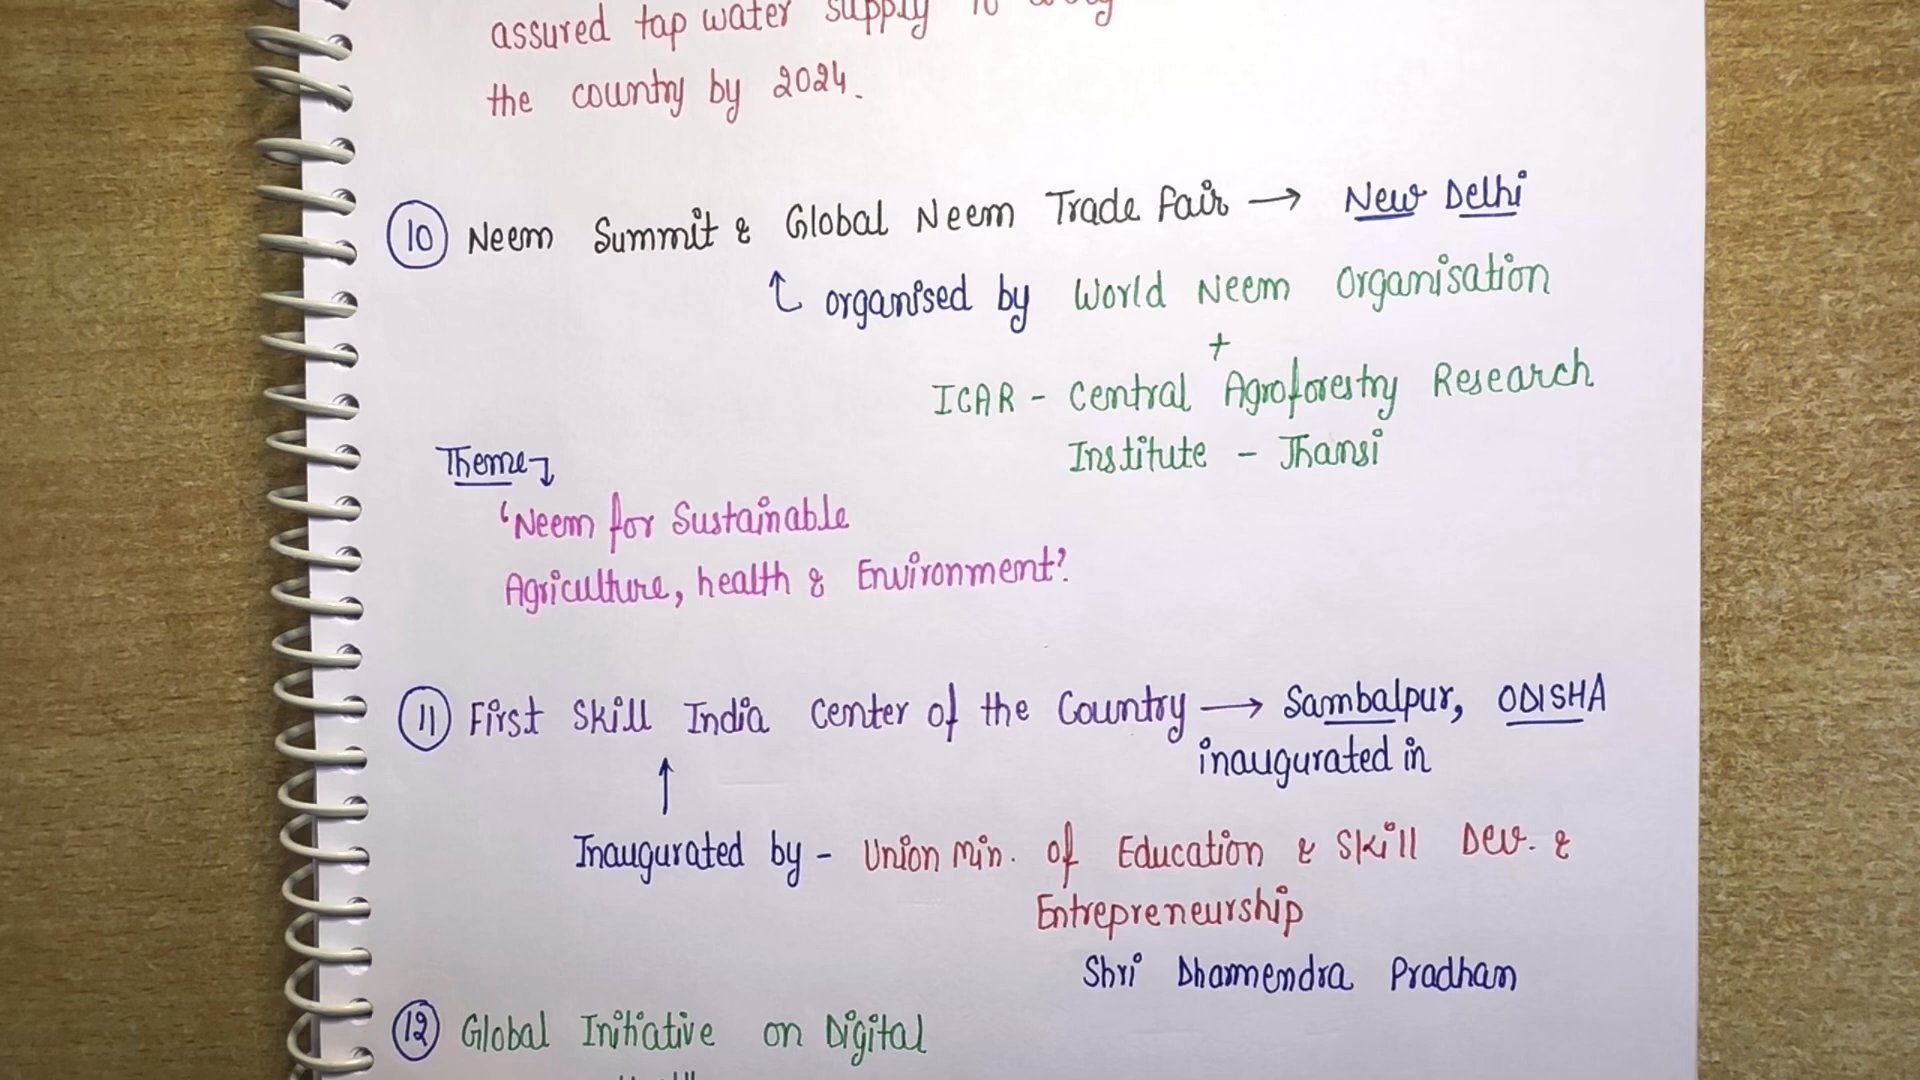 assured tap water supply to
the country by 2024.
10 Neem Summit & Global Neem Trade Fair → New Delhi
↑ organised by World Neem Organisation
+
ICAR - Central Agroforestry Research
Institute - Jhansi
Theme
'Neem for Sustainable
Agriculture, health & Environment'
11 First Skill India Center of the Country → Sambalpur, ODISHA
inaugurated in
↑
Inaugurated by - Union Min. of Education & Skill Dev. &
Entrepreneurship
Shri Dharmendra Pradhan
12 Global Initiative on Digital